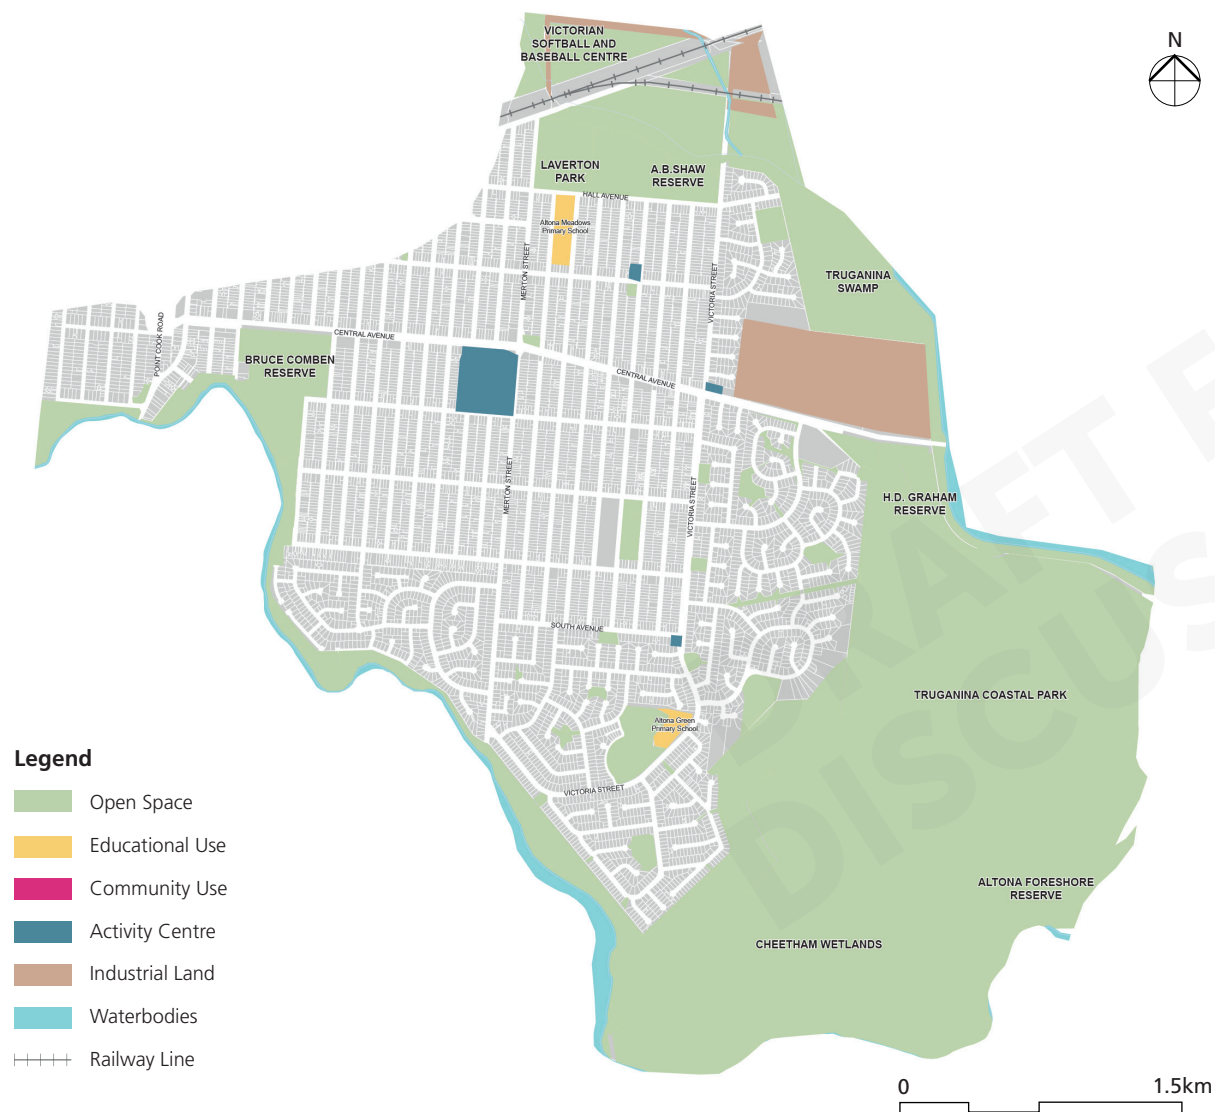 VICTORIAN
SOFTBALL AND
BASEBALL CENTRE
N
LAVERTON
PARK
A.B.SHAW
RESERVE
HALL AVENUE
Altona Meadows
Primary School
MERTON STREET
VICTORIA STREET
TRUGANINA
SWAMP
POINT COOK ROAD
CENTRAL AVENUE
BRUCE COMBEN
RESERVE
CENTRAL AVENUE
MERTON STREET
VICTORIA STREET
H.D. GRAHAM
RESERVE
SOUTH AVENUE
TRUGANINA COASTAL PARK
Altona Green
Primary School
VICTORIA STREET
ALTONA FORESHORE
RESERVE
CHEETHAM WETLANDS
Legend
Open Space
Educational Use
Community Use
Activity Centre
Industrial Land
Waterbodies
Railway Line
0 1.5km
DRAFT F
DISCUS